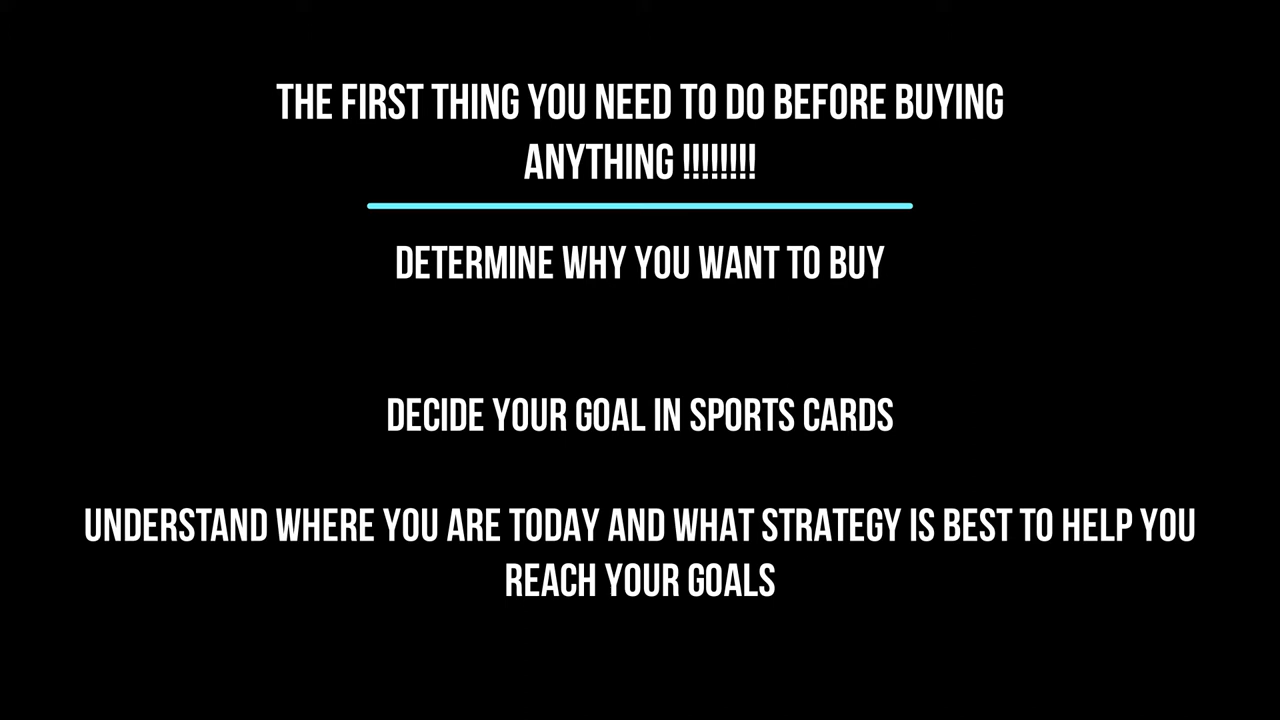 THE FIRST THING YOU NEED TO DO BEFORE BUYING
ANYTHING !!!!!!!!
DETERMINE WHY YOU WANT TO BUY
DECIDE YOUR GOAL IN SPORTS CARDS
UNDERSTAND WHERE YOU ARE TODAY AND WHAT STRATEGY IS BEST TO HELP YOU
REACH YOUR GOALS